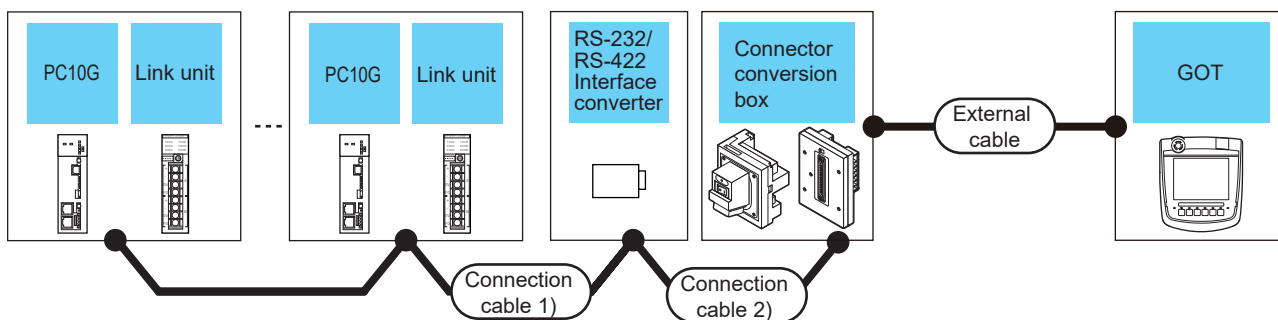 PC10G
Link unit
PC10G
Link unit
RS-232/
RS-422
Interface
converter
Connector
conversion
box
GOT
External
cable
Connection
cable 1)
Connection
cable 2)